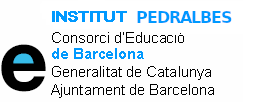 INSTITUT PEDRALBES
Consorci d'Educació
de Barcelona
Generalitat de Catalunya
Ajuntament de Barcelona